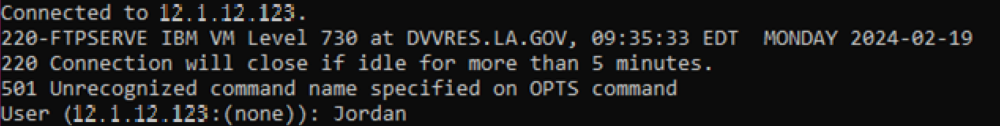 Connected to 12.1.12.123.
220-FTPSERVE IBM VM Level 730 at DVVRES.LA.GOV, 09:35:33 EDT  MONDAY 2024-02-19
220 Connection will close if idle for more than 5 minutes.
501 Unrecognized command name specified on OPTS command
User (12.1.12.123:(none)): Jordan